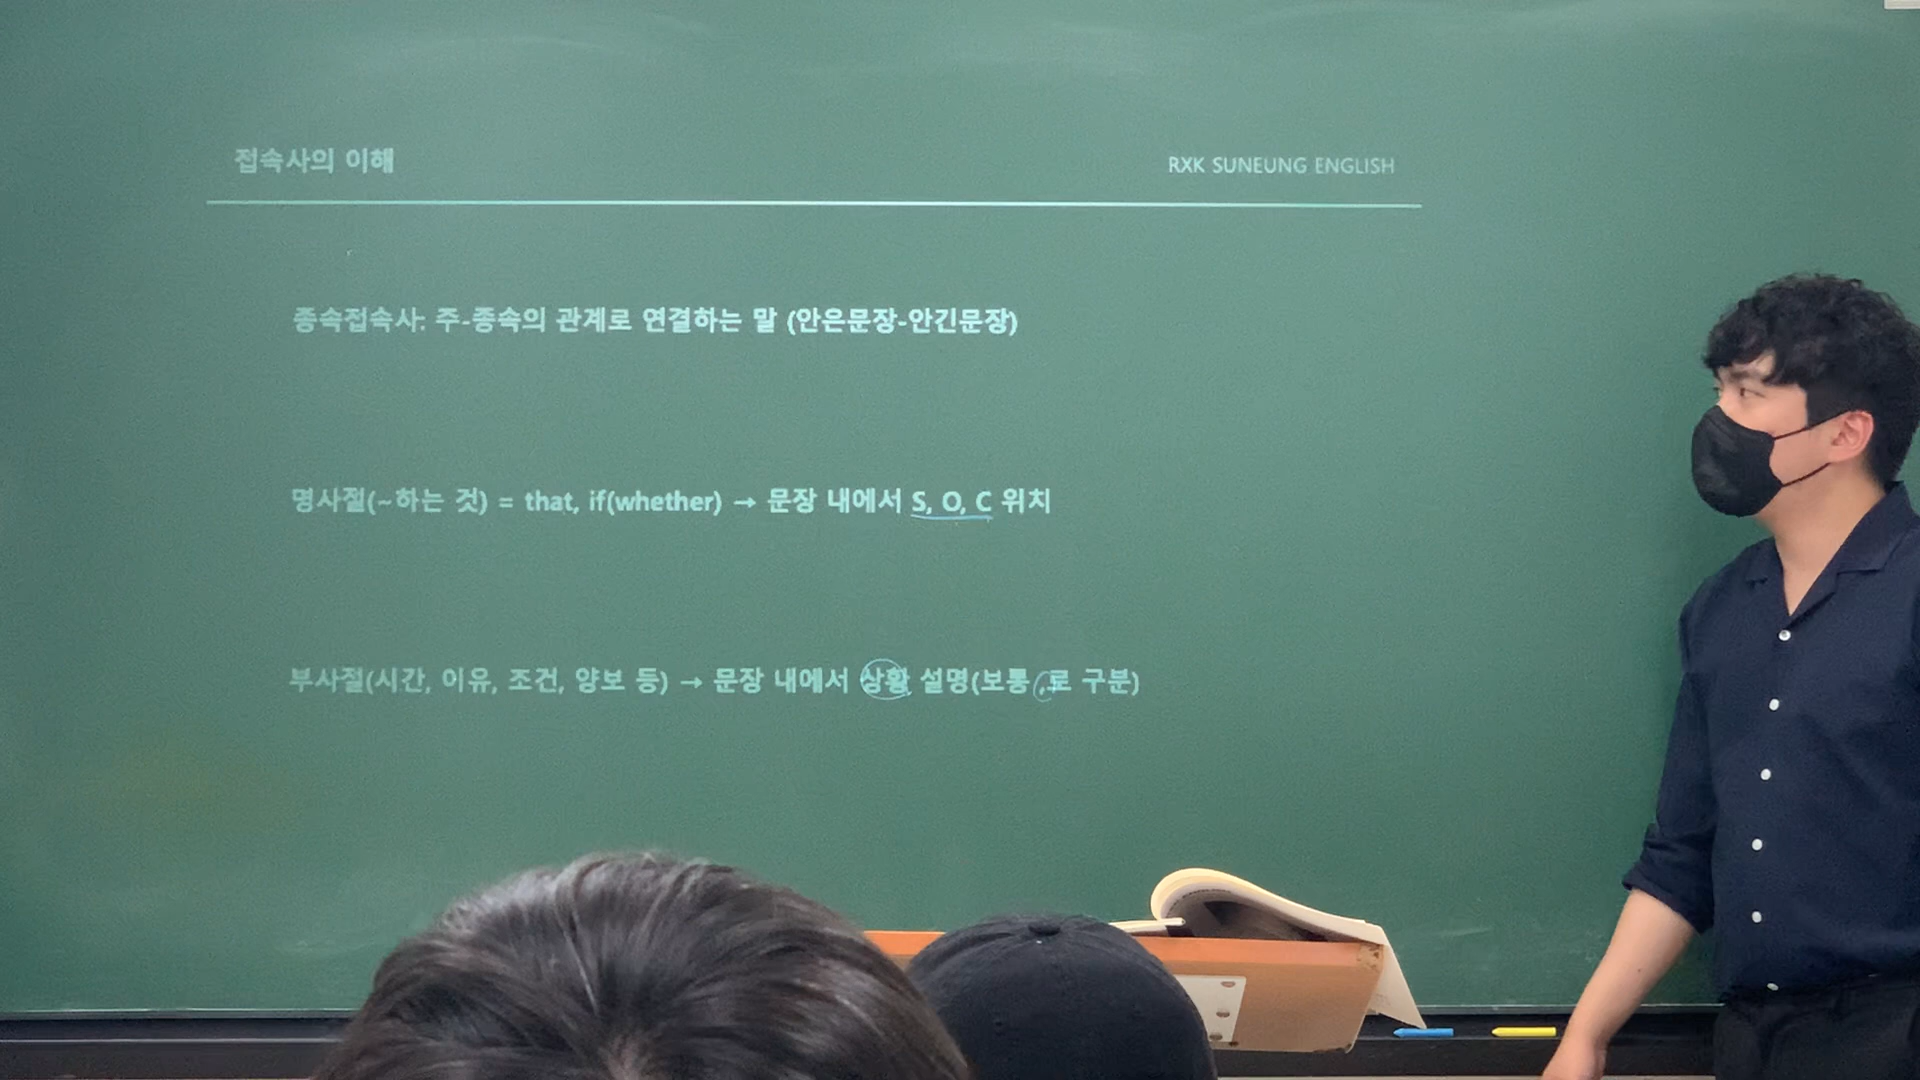 접속사의 이해
RXK SUNEUNG ENGLISH
종속접속사: 주-종속의 관계로 연결하는 말 (안은문장-안긴문장)
명사절(~하는 것) = that, if(whether) → 문장 내에서 S, O, C 위치
부사절(시간, 이유, 조건, 양보 등) → 문장 내에서 상황 설명(보통 ,로 구분)